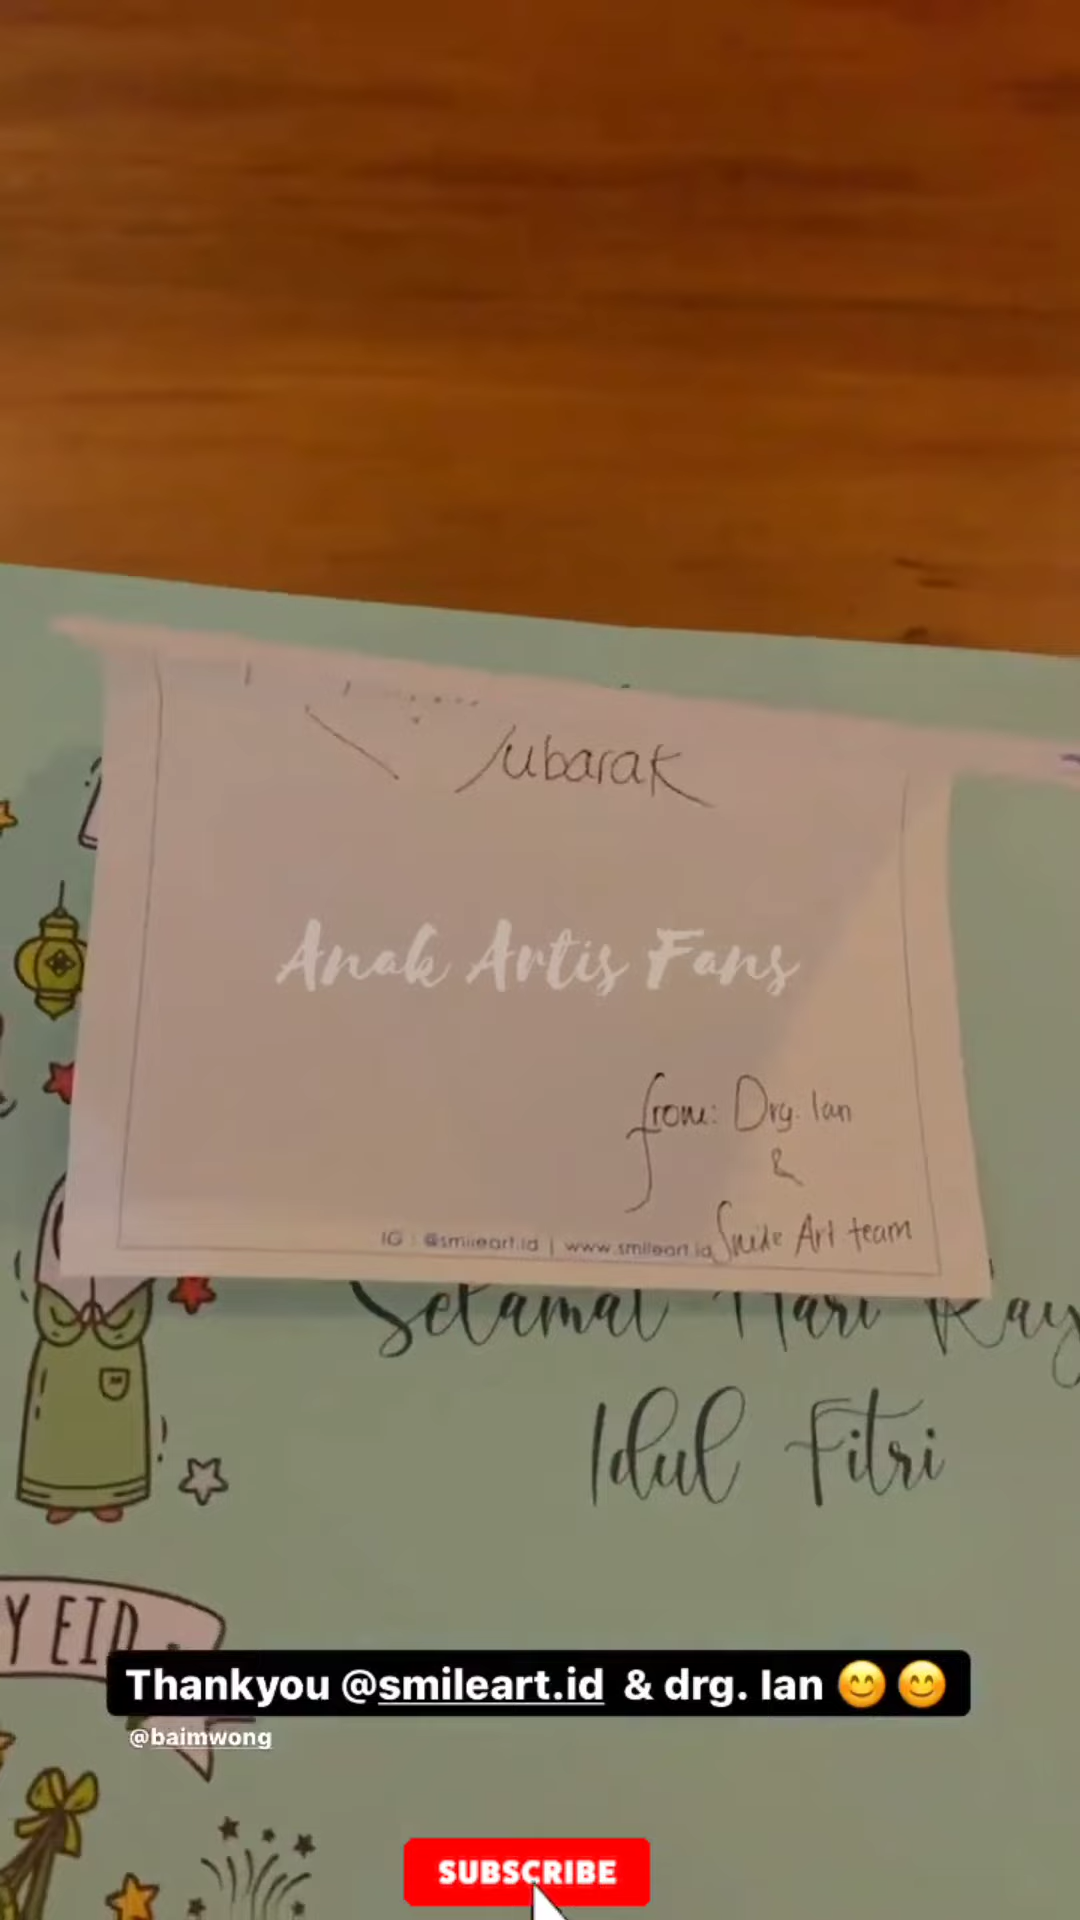 ubarak
Anak Artis Fans
from: Drg. Ian
&
Smile Art team
IG : @smileart.id | www.smileart.id
Selamat Hari Ray
Idul Fitri
Y EID
Thankyou @smileart.id & drg. Ian 😊 😊
@baimwong
SUBSCRIBE